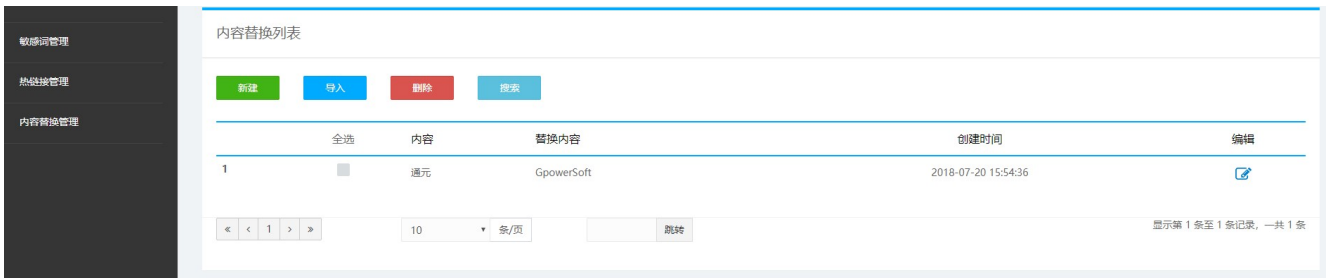 敏感词管理
热链接管理
内容替换管理
内容替换列表
新建 导入 删除 搜索
全选 内容 替换内容 创建时间 编辑
1 通元 GpowerSoft 2018-07-20 15:54:36
« < 1 > » 10 条/页 跳转 显示第 1 条至 1 条记录，一共 1 条